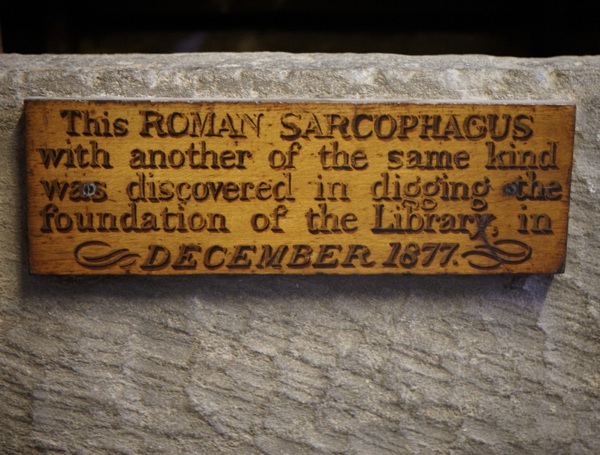 This ROMAN SARCOPHAGUS
with another of the same kind
was discovered in digging the
foundation of the Library, in
DECEMBER 1877.